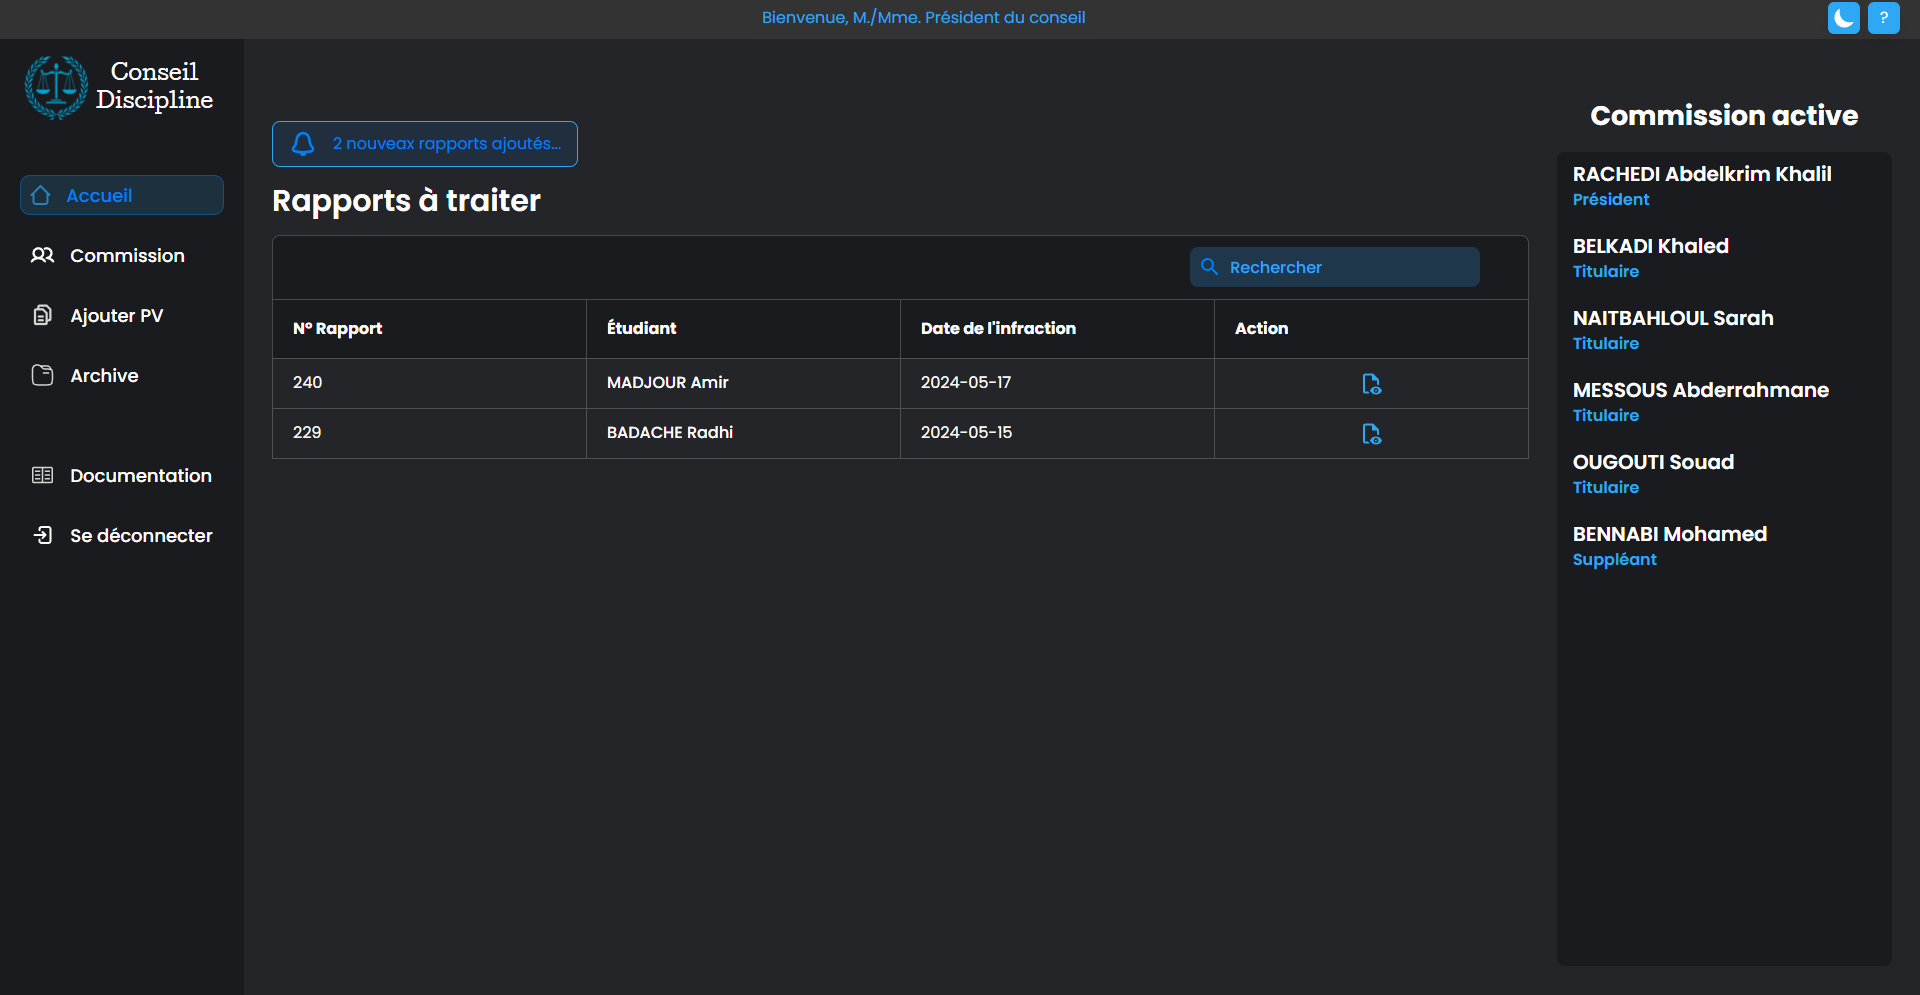 Bienvenue, M./Mme. Président du conseil
?
Conseil
Discipline
Accueil
Commission
Ajouter PV
Archive
Documentation
Se déconnecter
2 nouveax rapports ajoutés...
Rapports à traiter
Rechercher
N° Rapport Étudiant Date de l'infraction Action
240 MADJOUR Amir 2024-05-17
229 BADACHE Radhi 2024-05-15
Commission active
RACHEDI Abdelkrim Khalil
Président
BELKADI Khaled
Titulaire
NAITBAHLOUL Sarah
Titulaire
MESSOUS Abderrahmane
Titulaire
OUGOUTI Souad
Titulaire
BENNABI Mohamed
Suppléant